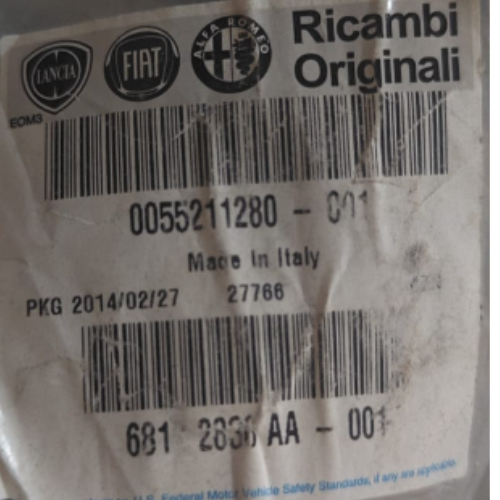 LANCIA FIAT ALFA ROMEO Ricambi
Originali
EOM3
0055211280 - 001
Made In Italy
PKG 2014/02/27 27766
681 AA - 001
U.S. Federal Motor Vehicle Safety Standards, if any are applicable.